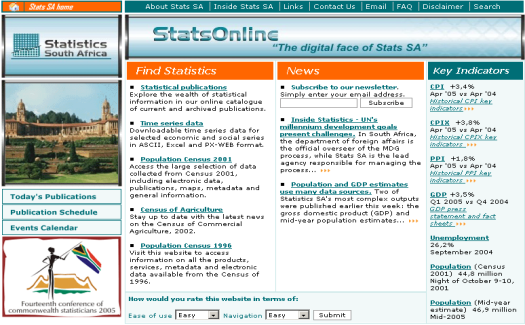 Stats SA home
About Stats SA | Inside Stats SA | Links | Contact Us | Email | FAQ | Disclaimer | Search
Statistics
South Africa
StatsOnline
"The digital face of Stats SA"
Today's Publications
Publication Schedule
Events Calendar
Fourteenth conference of
commonwealth statisticians 2005
Find Statistics
Statistical publications
Explore the wealth of statistical
information in our online catalogue
of current and archived publications.
Time series data
Downloadable time series data for
selected economic and social series
in ASCII, Excel and PX-WEB format.
Population Census 2001
Access the large selection of data
collected from Census 2001,
including electronic data,
publications, maps, metadata and
general information.
Census of Agriculture
Stay up to date with the latest news
on the Census of Commercial
Agriculture, 2002.
Population Census 1996
Visit this website to access
information on all the products,
services, metadata and electronic
data available from the Census of
1996.
News
Subscribe to our newsletter.
Simply enter your email address.
Subscribe
Inside Statistics - UN's
millennium development goals
present challenges. In South Africa,
the department of foreign affairs is
the official overseer of the MDG
process, while Stats SA is the lead
agency responsible for managing the
process...
Population and GDP estimates
use many data sources. Two of
Statistics SA's most complex outputs
were published earlier this week: the
gross domestic product (GDP) and
mid-year population estimates...
Key Indicators
CPI +3,4%
Apr '05 vs Apr '04
Historical CPI key
indicators
CPIX +3,8%
Apr '05 vs Apr '04
Historical CPIX key
indicators
PPI +1,8%
Apr '05 vs Apr '04
Historical PPI key
indicators
GDP +3,5%
Q1 2005 vs Q4 2004
GDP press
statement and fact
sheets
Unemployment
26,2%
September 2004
Population (Census
2001) 44,8 million
Night of October 9-10,
2001
Population (Mid-year
estimate) 46,9 million
Mid-2005
How would you rate this website in terms of:
Ease of use Easy Navigation Easy Submit